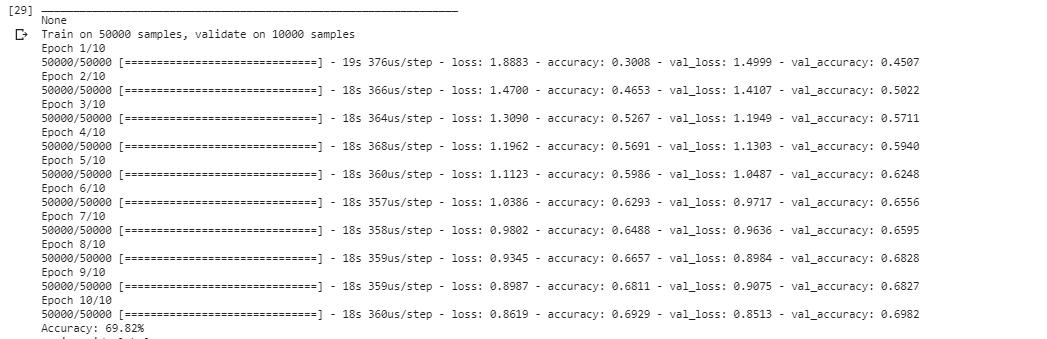 [29]
None
Train on 50000 samples, validate on 10000 samples
Epoch 1/10
50000/50000 [==============================] - 19s 376us/step - loss: 1.8883 - accuracy: 0.3008 - val_loss: 1.4999 - val_accuracy: 0.4507
Epoch 2/10
50000/50000 [==============================] - 18s 366us/step - loss: 1.4700 - accuracy: 0.4653 - val_loss: 1.4107 - val_accuracy: 0.5022
Epoch 3/10
50000/50000 [==============================] - 18s 364us/step - loss: 1.3090 - accuracy: 0.5267 - val_loss: 1.1949 - val_accuracy: 0.5711
Epoch 4/10
50000/50000 [==============================] - 18s 368us/step - loss: 1.1962 - accuracy: 0.5691 - val_loss: 1.1303 - val_accuracy: 0.5940
Epoch 5/10
50000/50000 [==============================] - 18s 360us/step - loss: 1.1123 - accuracy: 0.5986 - val_loss: 1.0487 - val_accuracy: 0.6248
Epoch 6/10
50000/50000 [==============================] - 18s 357us/step - loss: 1.0386 - accuracy: 0.6293 - val_loss: 0.9717 - val_accuracy: 0.6556
Epoch 7/10
50000/50000 [==============================] - 18s 358us/step - loss: 0.9802 - accuracy: 0.6488 - val_loss: 0.9636 - val_accuracy: 0.6595
Epoch 8/10
50000/50000 [==============================] - 18s 359us/step - loss: 0.9345 - accuracy: 0.6657 - val_loss: 0.8984 - val_accuracy: 0.6828
Epoch 9/10
50000/50000 [==============================] - 18s 359us/step - loss: 0.8987 - accuracy: 0.6811 - val_loss: 0.9075 - val_accuracy: 0.6827
Epoch 10/10
50000/50000 [==============================] - 18s 360us/step - loss: 0.8619 - accuracy: 0.6929 - val_loss: 0.8513 - val_accuracy: 0.6982
Accuracy: 69.82%